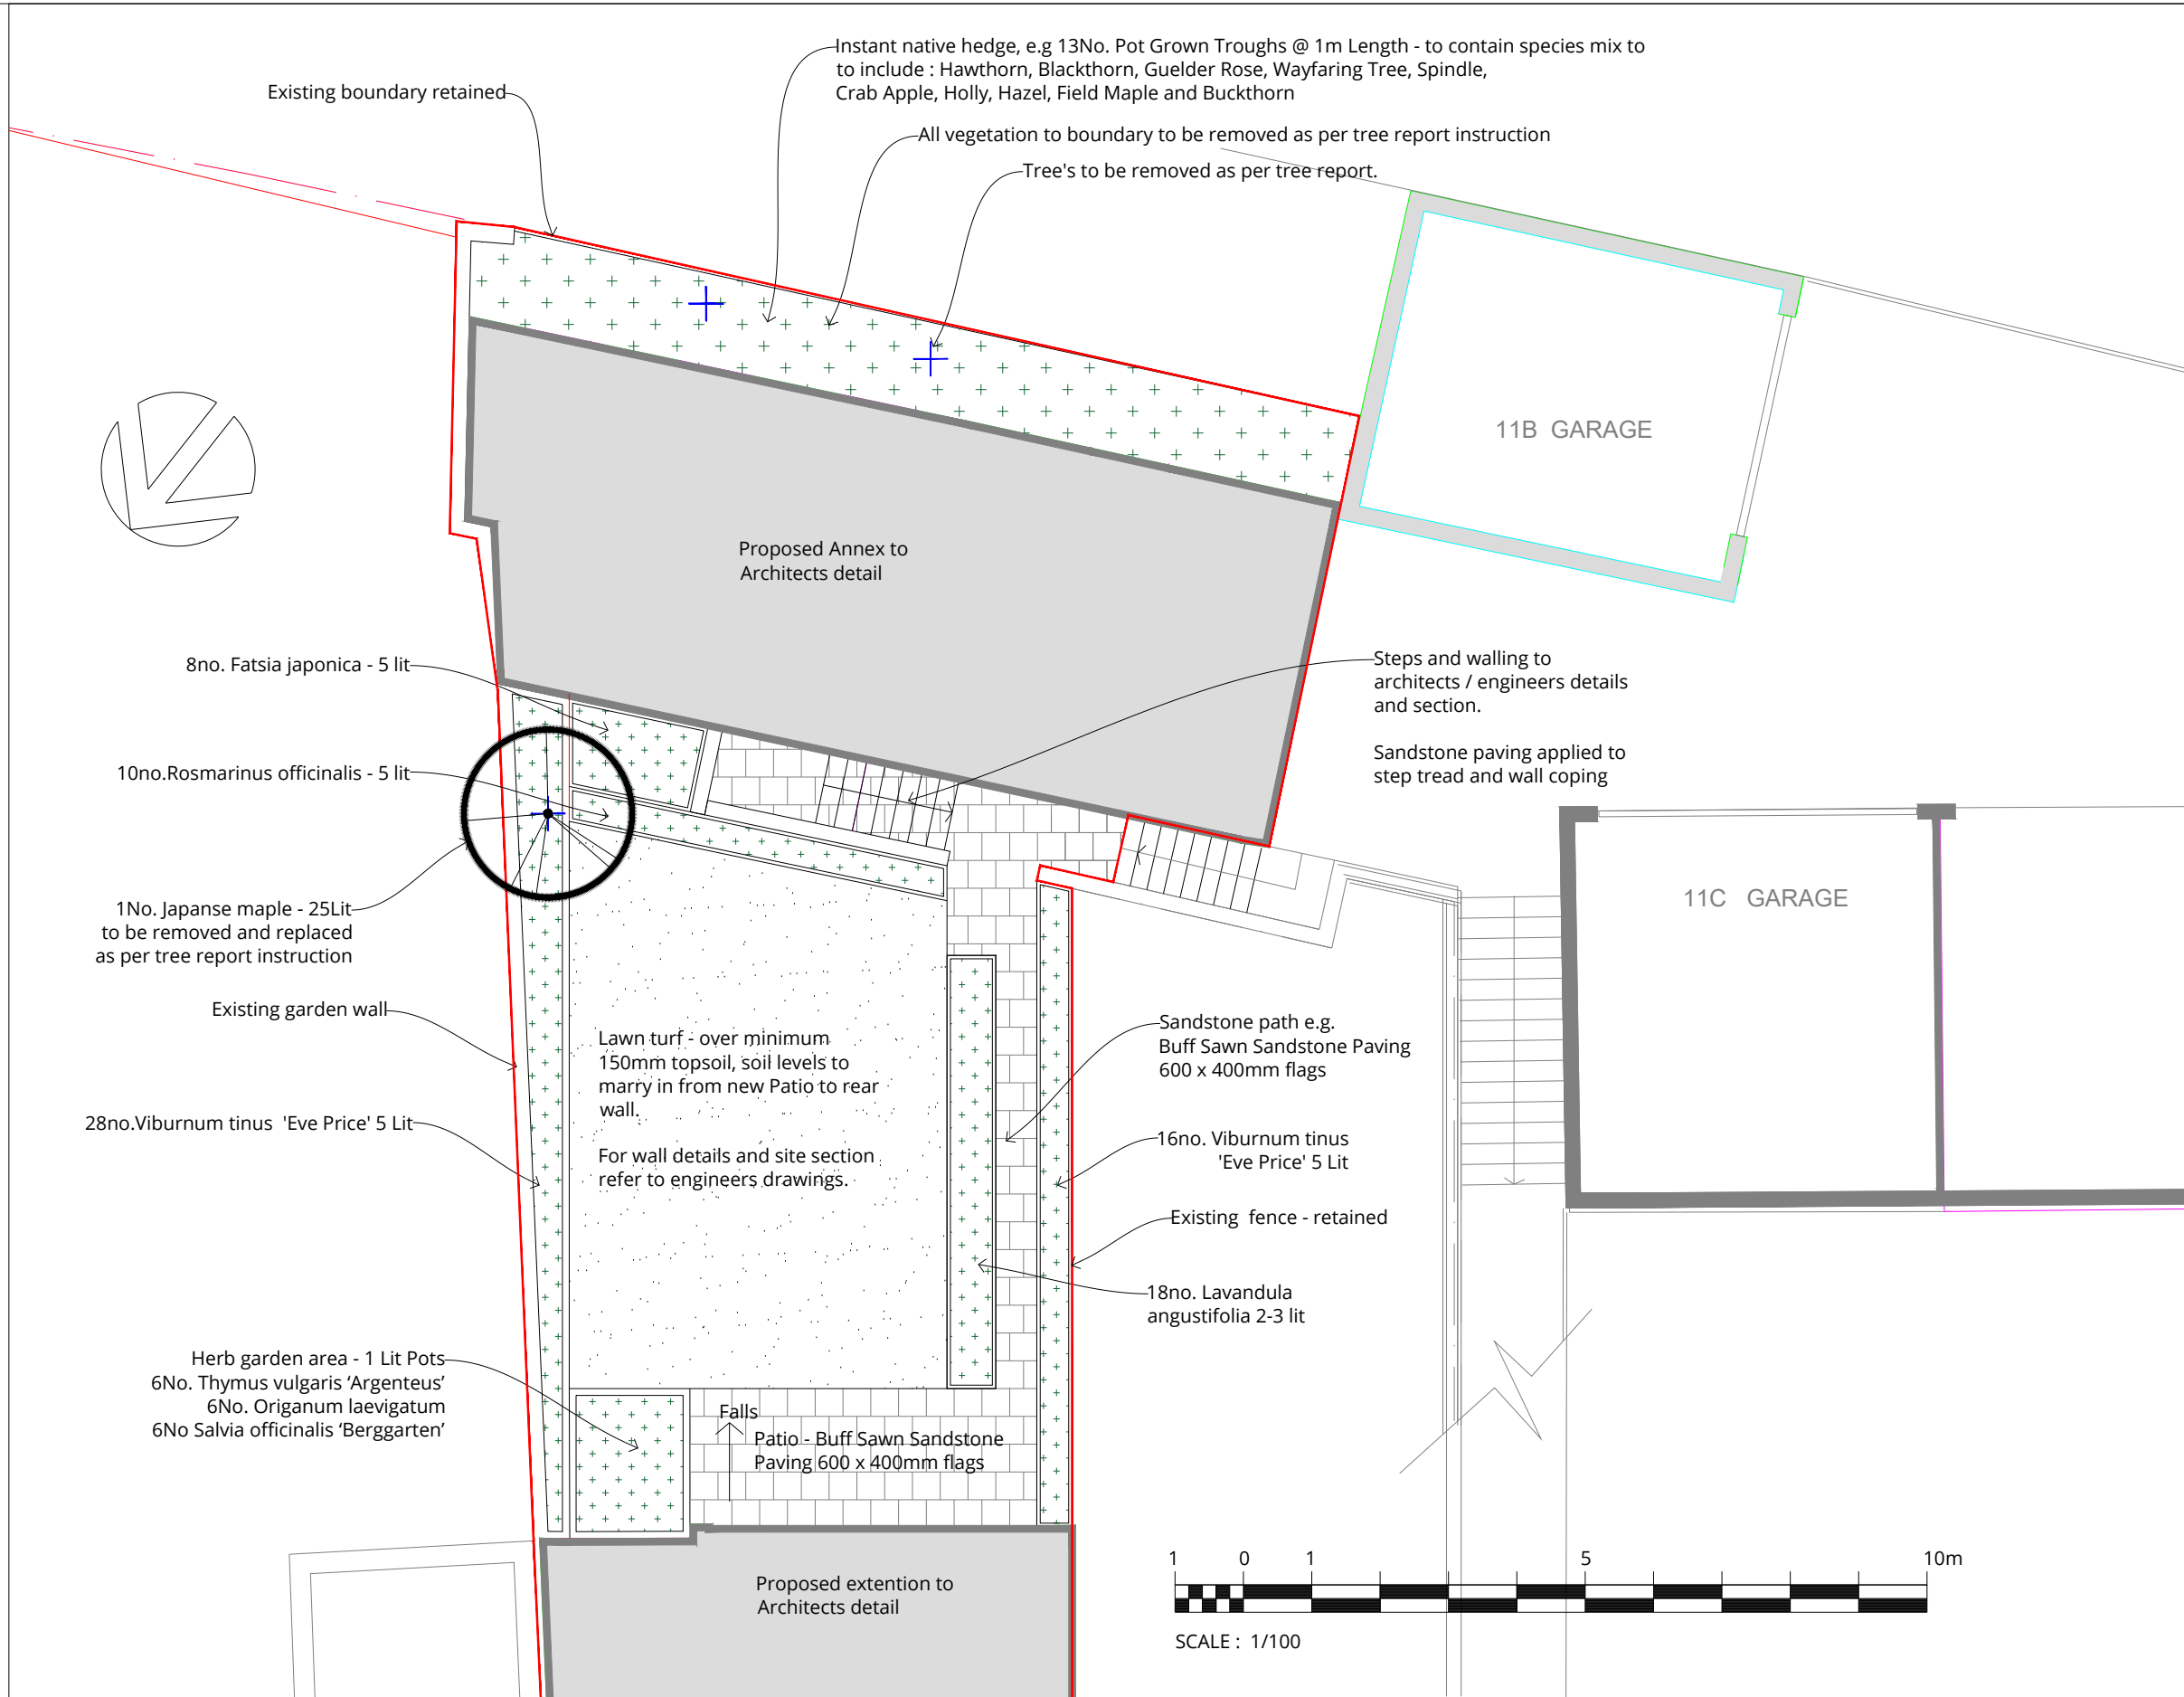 Instant native hedge, e.g 13No. Pot Grown Troughs @ 1m Length - to contain species mix to
to include : Hawthorn, Blackthorn, Guelder Rose, Wayfaring Tree, Spindle,
Crab Apple, Holly, Hazel, Field Maple and Buckthorn
Existing boundary retained
All vegetation to boundary to be removed as per tree report instruction
Tree's to be removed as per tree report.
11B GARAGE
Proposed Annex to
Architects detail
8no. Fatsia japonica - 5 lit
Steps and walling to
architects / engineers details
and section.
Sandstone paving applied to
step tread and wall coping
10no.Rosmarinus officinalis - 5 lit
11C GARAGE
1No. Japanse maple - 25Lit
to be removed and replaced
as per tree report instruction
Existing garden wall
Lawn turf - over minimum
150mm topsoil, soil levels to
marry in from new Patio to rear
wall.
For wall details and site section
refer to engineers drawings.
Sandstone path e.g.
Buff Sawn Sandstone Paving
600 x 400mm flags
28no.Viburnum tinus 'Eve Price' 5 Lit
16no. Viburnum tinus
'Eve Price' 5 Lit
Existing fence - retained
18no. Lavandula
angustifolia 2-3 lit
Herb garden area - 1 Lit Pots
6No. Thymus vulgaris ‘Argenteus’
6No. Origanum laevigatum
6No Salvia officinalis ‘Berggarten’
Falls
Patio - Buff Sawn Sandstone
Paving 600 x 400mm flags
Proposed extention to
Architects detail
1 0 1 5 10m
SCALE : 1/100